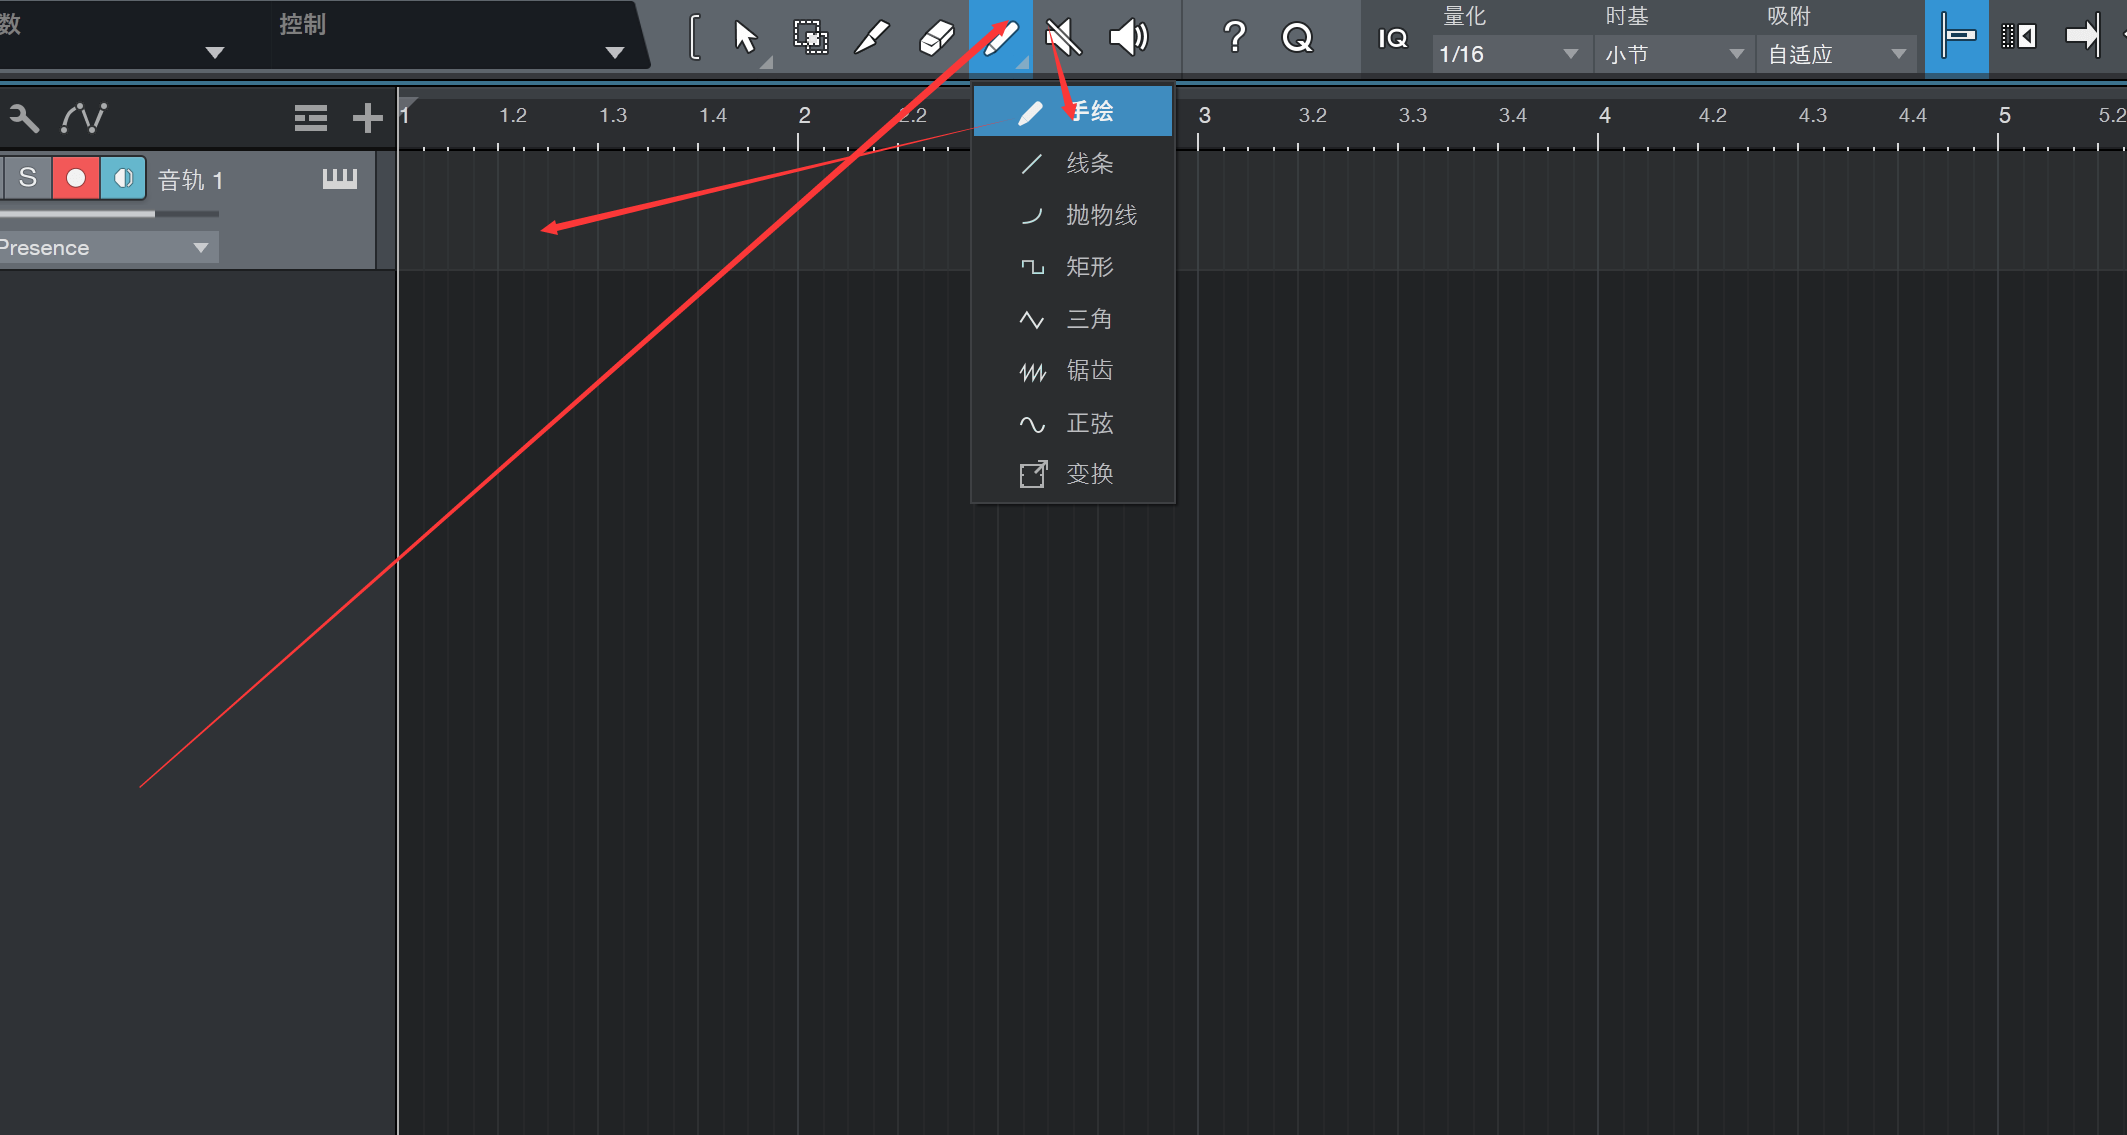 数
控制
? Q IQ
量化 时基 吸附
1/16 小节 自适应
1 1.2 1.3 1.4 2 2.2 3 3.2 3.3 3.4 4 4.2 4.3 4.4 5 5.2
S 音轨 1
Presence
手绘
线条
抛物线
矩形
三角
锯齿
正弦
变换